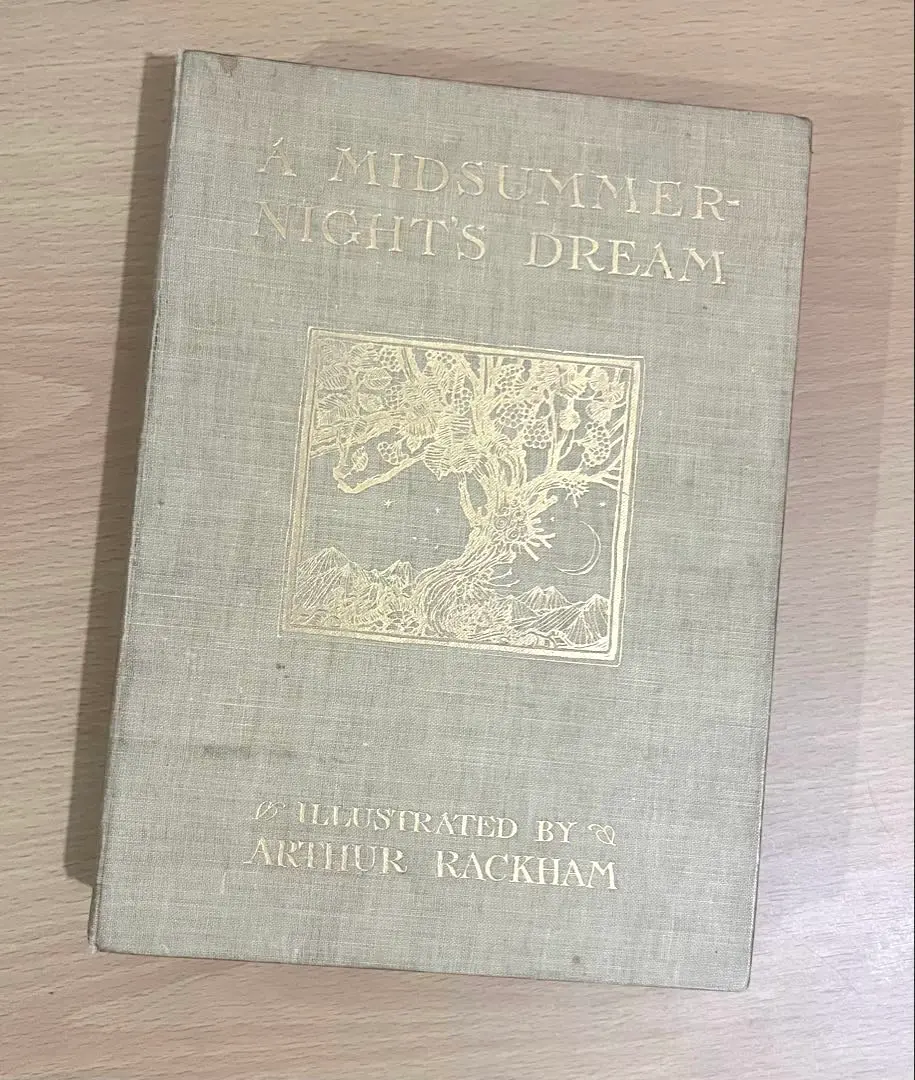 A MIDSUMMER-
NIGHT'S DREAM
ILLUSTRATED BY
ARTHUR RACKHAM